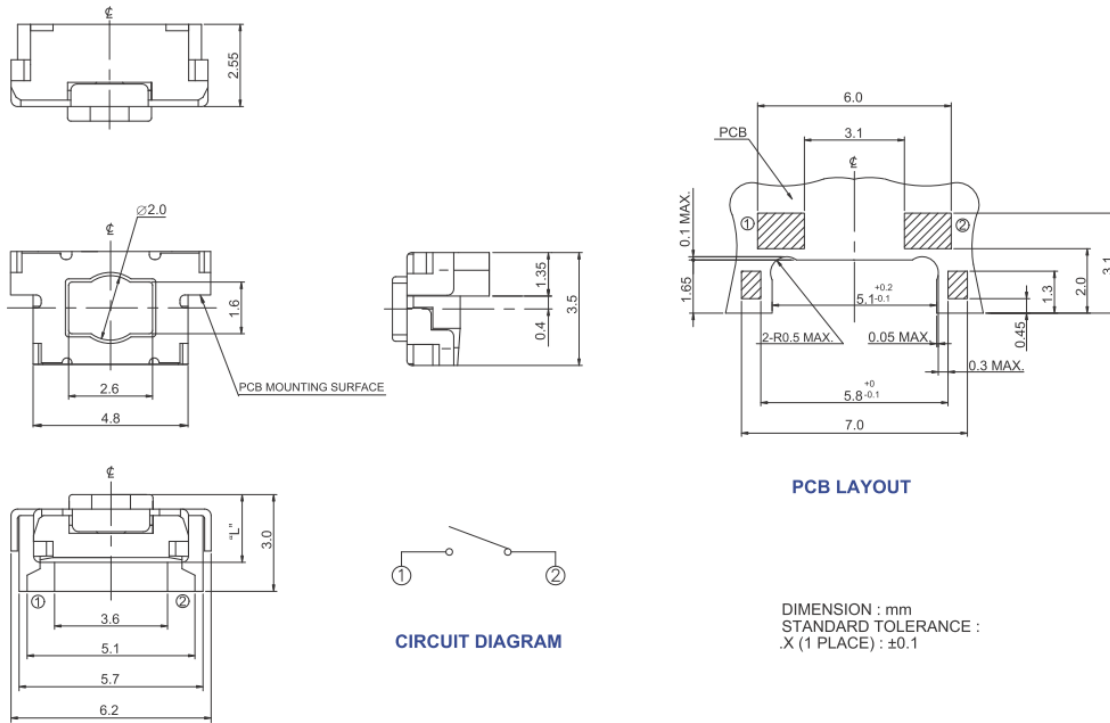 ℄
2.55
℄
Ø2.0
1.6
2.6
4.8
PCB MOUNTING SURFACE
1.35
0.4
3.5
℄
"L"
3.0
① ②
3.6
5.1
5.7
6.2
① ②
CIRCUIT DIAGRAM
6.0
PCB
3.1
℄
① ②
0.1 MAX.
1.65
5.1 +0.2 -0.1
2-R0.5 MAX.
0.05 MAX.
0.3 MAX.
0.45
1.3
2.0
3.1
5.8 +0 -0.1
7.0
PCB LAYOUT
DIMENSION : mm
STANDARD TOLERANCE :
.X (1 PLACE) : ±0.1